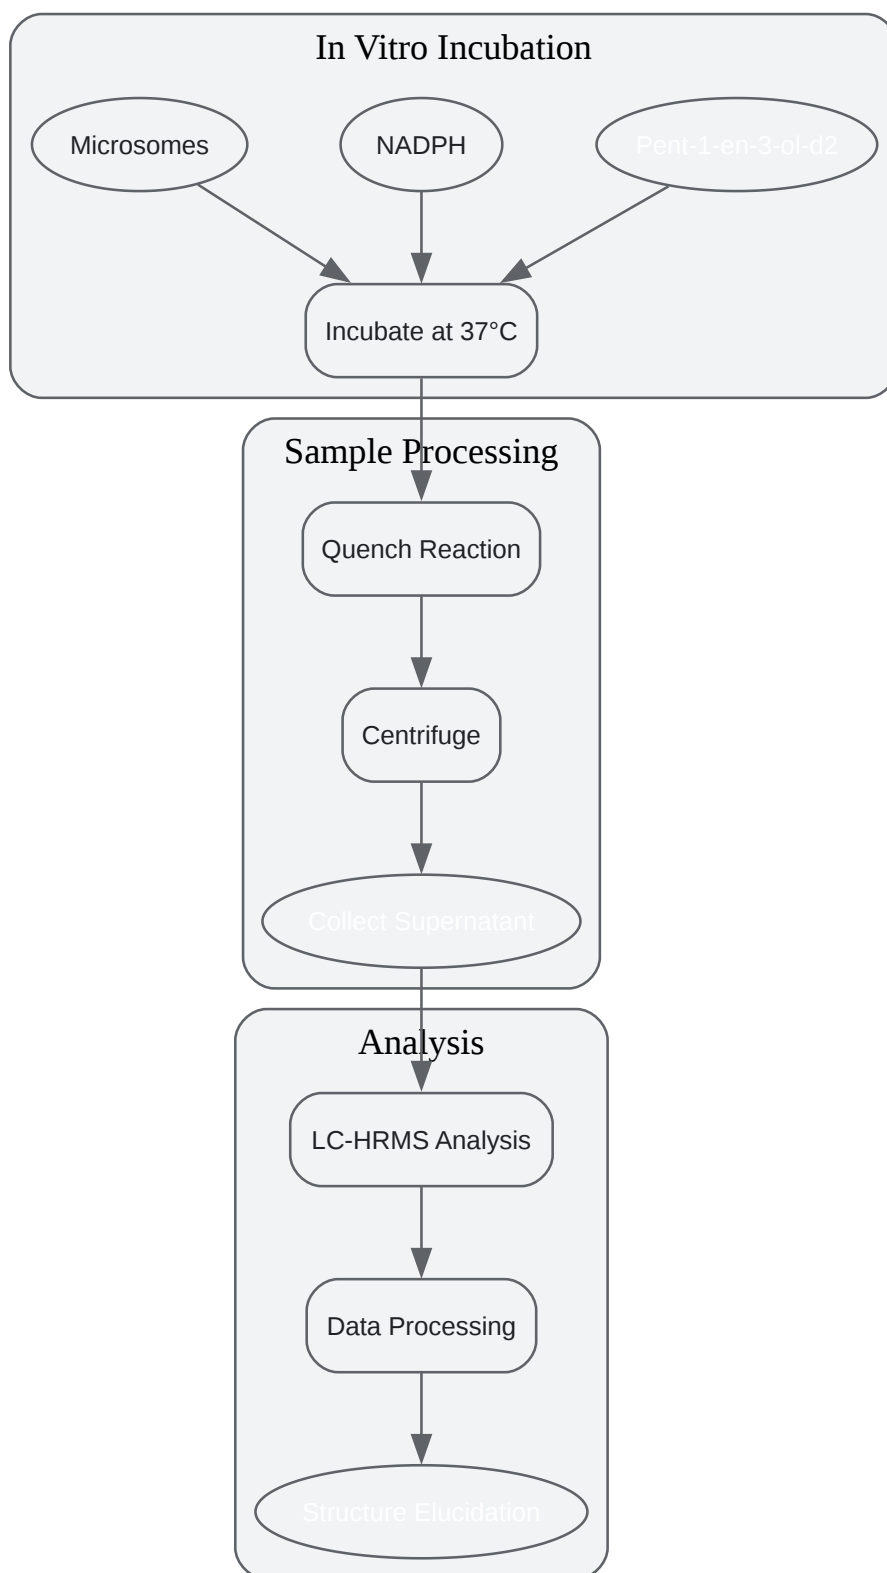 In Vitro Incubation
Microsomes
NADPH
Pent-1-en-3-ol-d2
Incubate at 37°C
Sample Processing
Quench Reaction
Centrifuge
Collect Supernatant
Analysis
LC-HRMS Analysis
Data Processing
Structure Elucidation